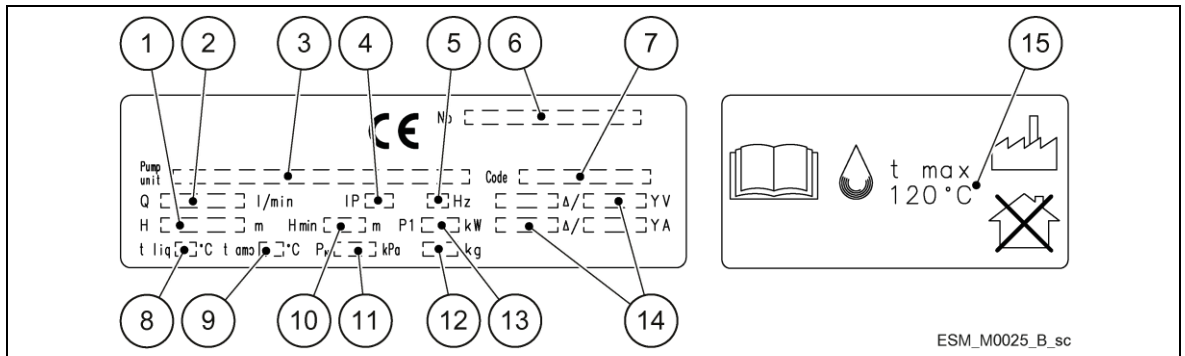 1 2 3 4 5 6 7 15
CE No
Pump
unit Code
Q l/min IP Hz Δ/ YV
H m Hmin m P1 kW Δ/ YA
t liq °C t amb °C PN kPa kg
t max
120°C
8 9 10 11 12 13 14
ESM_M0025_B_sc